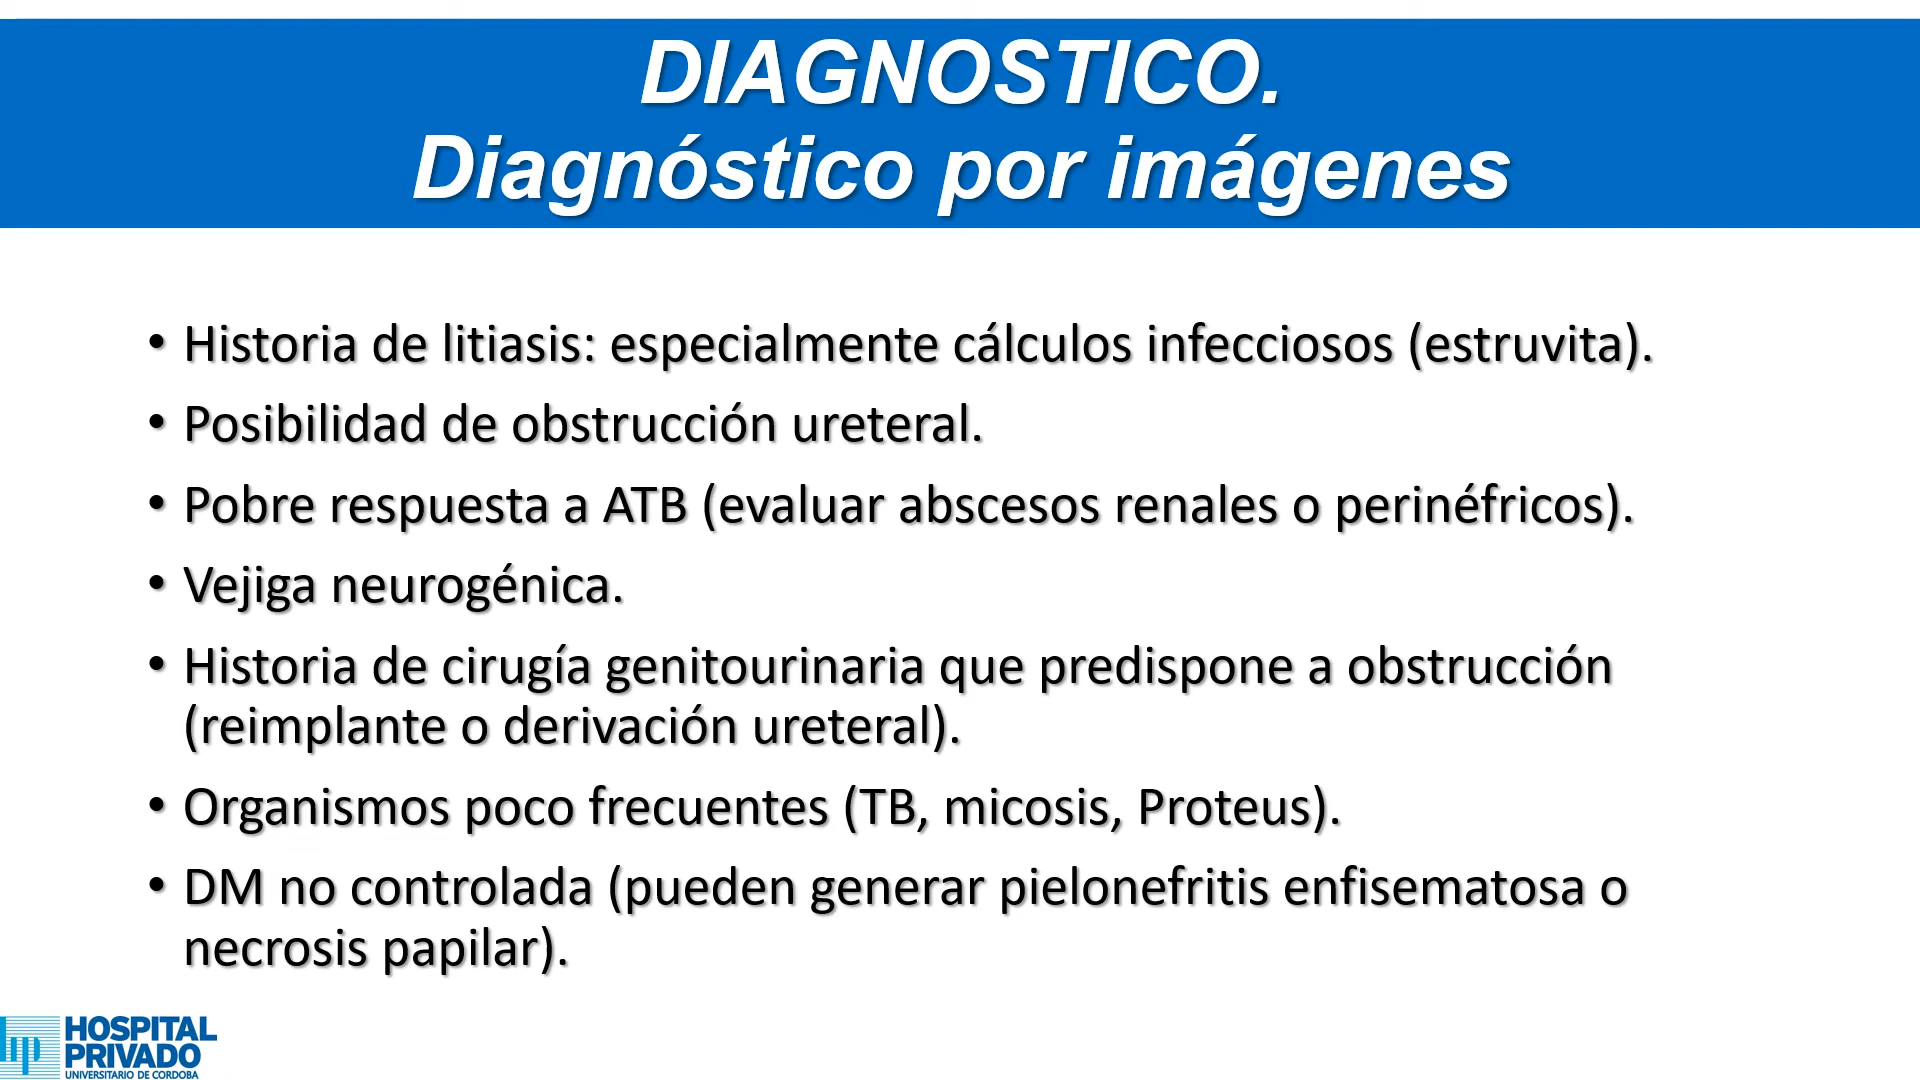 DIAGNOSTICO.
Diagnóstico por imágenes
• Historia de litiasis: especialmente cálculos infecciosos (estruvita).
• Posibilidad de obstrucción ureteral.
• Pobre respuesta a ATB (evaluar abscesos renales o perinéfricos).
• Vejiga neurogénica.
• Historia de cirugía genitourinaria que predispone a obstrucción
(reimplante o derivación ureteral).
• Organismos poco frecuentes (TB, micosis, Proteus).
• DM no controlada (pueden generar pielonefritis enfisematosa o
necrosis papilar).
hp
HOSPITAL
PRIVADO
UNIVERSITARIO DE CORDOBA